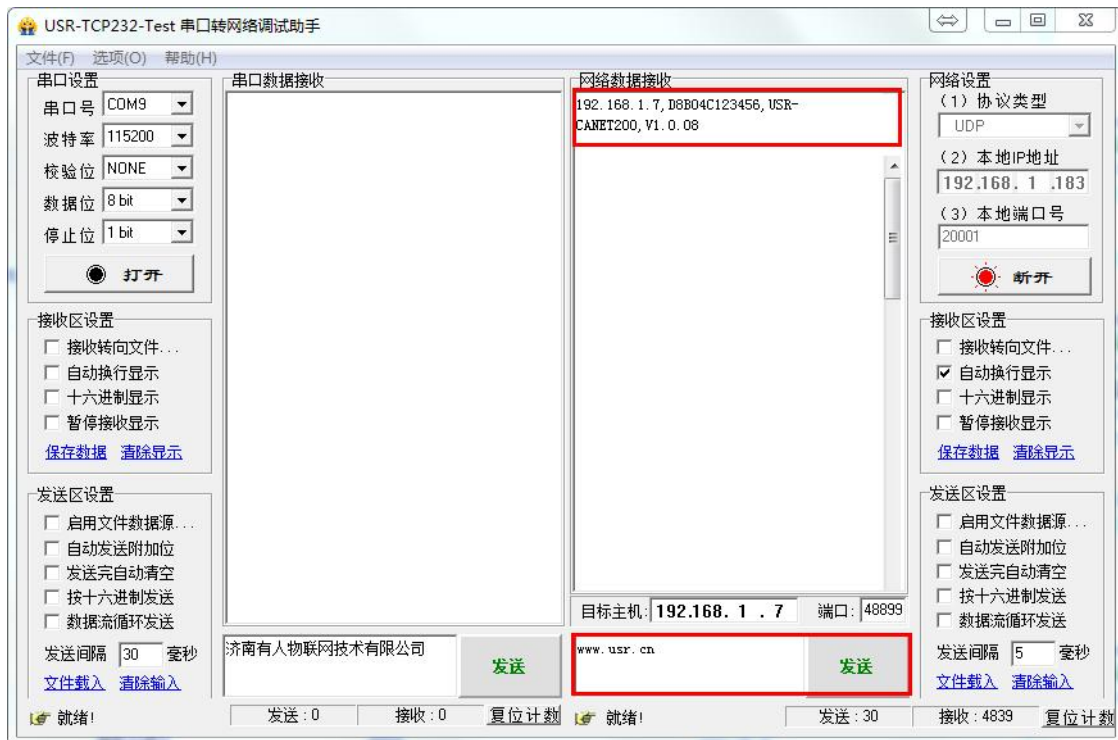 USR-TCP232-Test 串口转网络调试助手
文件(F) 选项(O) 帮助(H)
串口设置
串口号 COM9
波特率 115200
校验位 NONE
数据位 8 bit
停止位 1 bit
打开
接收区设置
接收转向文件...
自动换行显示
十六进制显示
暂停接收显示
保存数据 清除显示
发送区设置
启用文件数据源...
自动发送附加位
发送完自动清空
按十六进制发送
数据流循环发送
发送间隔 30 毫秒
文件载入 清除输入
就绪!
串口数据接收
济南有人物联网技术有限公司
发送
发送:0 接收:0 复位计数
网络数据接收
192.168.1.7,D8B04C123456,USR-
CANET200,V1.0.08
目标主机: 192.168. 1 . 7 端口: 48899
www.usr.cn
发送
就绪! 发送:30 接收:4839 复位计数
网络设置
(1) 协议类型
UDP
(2) 本地IP地址
192.168. 1 .183
(3) 本地端口号
20001
断开
接收区设置
接收转向文件...
自动换行显示
十六进制显示
暂停接收显示
保存数据 清除显示
发送区设置
启用文件数据源...
自动发送附加位
发送完自动清空
按十六进制发送
数据流循环发送
发送间隔 5 毫秒
文件载入 清除输入